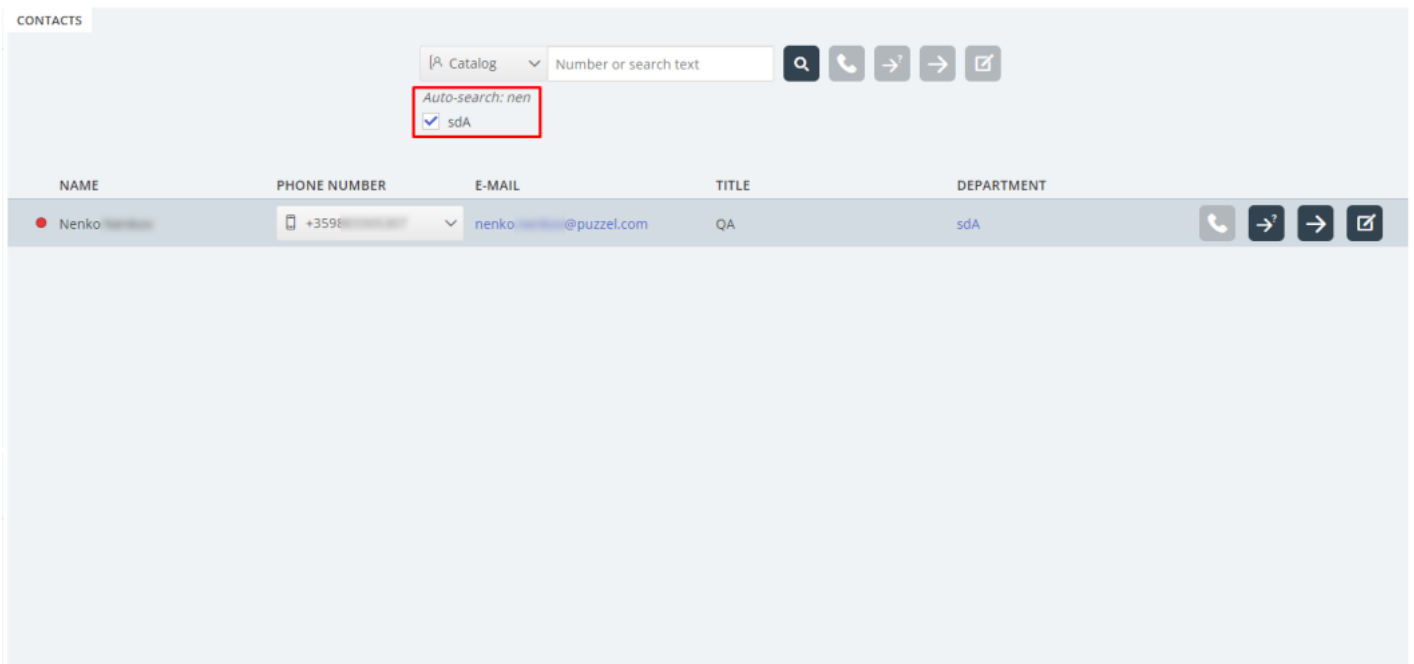 CONTACTS
Catalog Number or search text
Auto-search: nen
sdA
NAME PHONE NUMBER E-MAIL TITLE DEPARTMENT
Nenko +3598 nenko @puzzel.com QA sdA